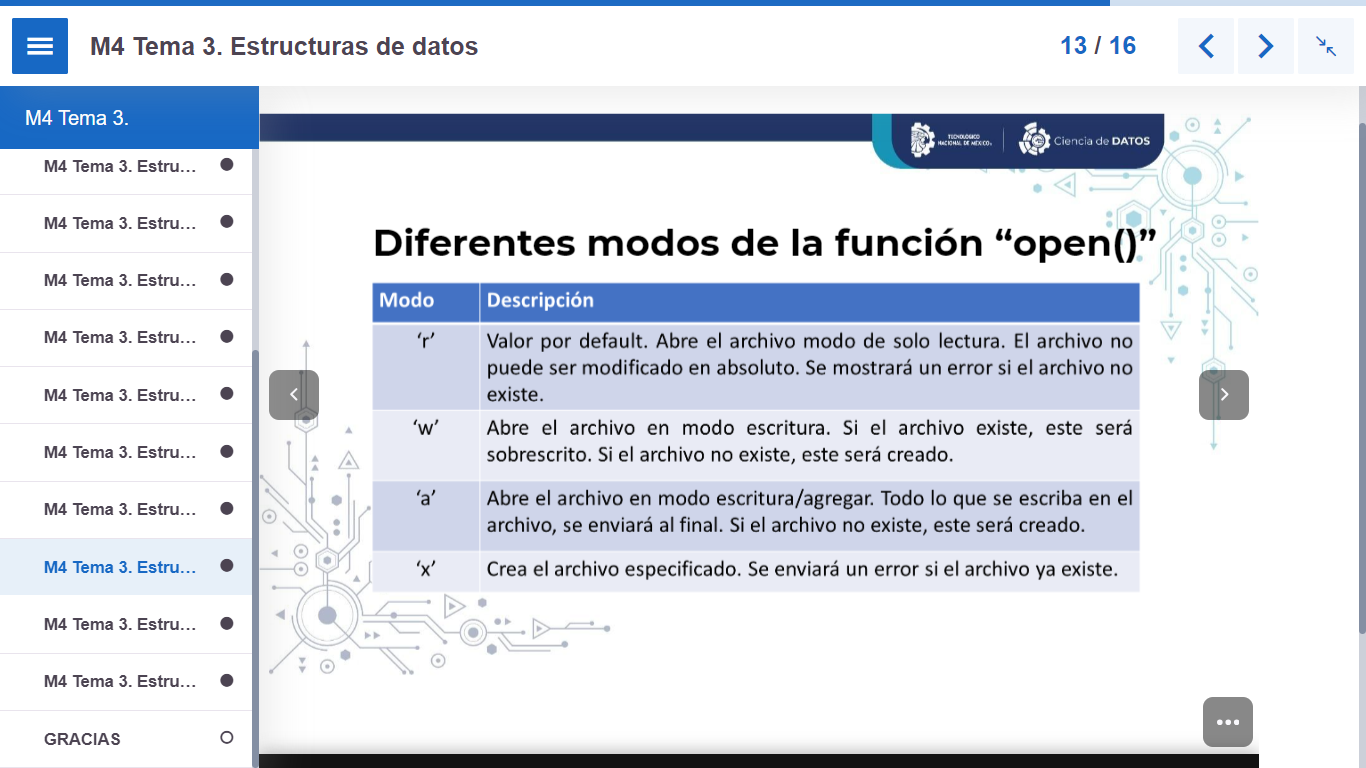 M4 Tema 3. Estructuras de datos
13 / 16
M4 Tema 3.
M4 Tema 3. Estru...
M4 Tema 3. Estru...
M4 Tema 3. Estru...
M4 Tema 3. Estru...
M4 Tema 3. Estru...
M4 Tema 3. Estru...
M4 Tema 3. Estru...
M4 Tema 3. Estru...
M4 Tema 3. Estru...
M4 Tema 3. Estru...
GRACIAS
TECNOLÓGICO
NACIONAL DE MÉXICO
Ciencia de DATOS
Diferentes modos de la función “open()”
Modo Descripción
‘r’ Valor por default. Abre el archivo modo de solo lectura. El archivo no
puede ser modificado en absoluto. Se mostrará un error si el archivo no
existe.
‘w’ Abre el archivo en modo escritura. Si el archivo existe, este será
sobrescrito. Si el archivo no existe, este será creado.
‘a’ Abre el archivo en modo escritura/agregar. Todo lo que se escriba en el
archivo, se enviará al final. Si el archivo no existe, este será creado.
‘x’ Crea el archivo especificado. Se enviará un error si el archivo ya existe.